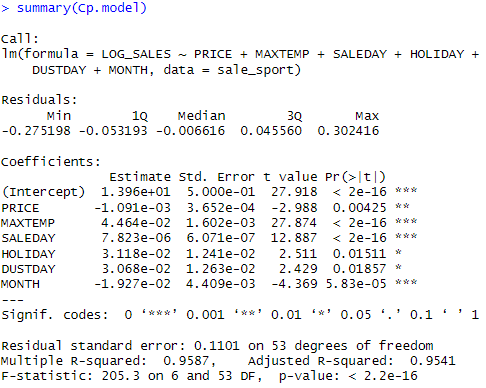 > summary(Cp.model)
Call:
lm(formula = LOG_SALES ~ PRICE + MAXTEMP + SALEDAY + HOLIDAY +
    DUSTDAY + MONTH, data = sale_sport)
Residuals:
      Min        1Q    Median        3Q       Max
-0.275198 -0.053193 -0.006616  0.045560  0.302416
Coefficients:
              Estimate Std. Error t value Pr(>|t|)
(Intercept)  1.396e+01  5.000e-01  27.918  < 2e-16 ***
PRICE       -1.091e-03  3.652e-04  -2.988  0.00425 **
MAXTEMP      4.464e-02  1.602e-03  27.874  < 2e-16 ***
SALEDAY      7.823e-06  6.071e-07  12.887  < 2e-16 ***
HOLIDAY      3.118e-02  1.241e-02   2.511  0.01511 *
DUSTDAY      3.068e-02  1.263e-02   2.429  0.01857 *
MONTH       -1.927e-02  4.409e-03  -4.369 5.83e-05 ***
---
Signif. codes:  0 ‘***’ 0.001 ‘**’ 0.01 ‘*’ 0.05 ‘.’ 0.1 ‘ ’ 1
Residual standard error: 0.1101 on 53 degrees of freedom
Multiple R-squared:  0.9587,	Adjusted R-squared:  0.9541
F-statistic: 205.3 on 6 and 53 DF,  p-value: < 2.2e-16